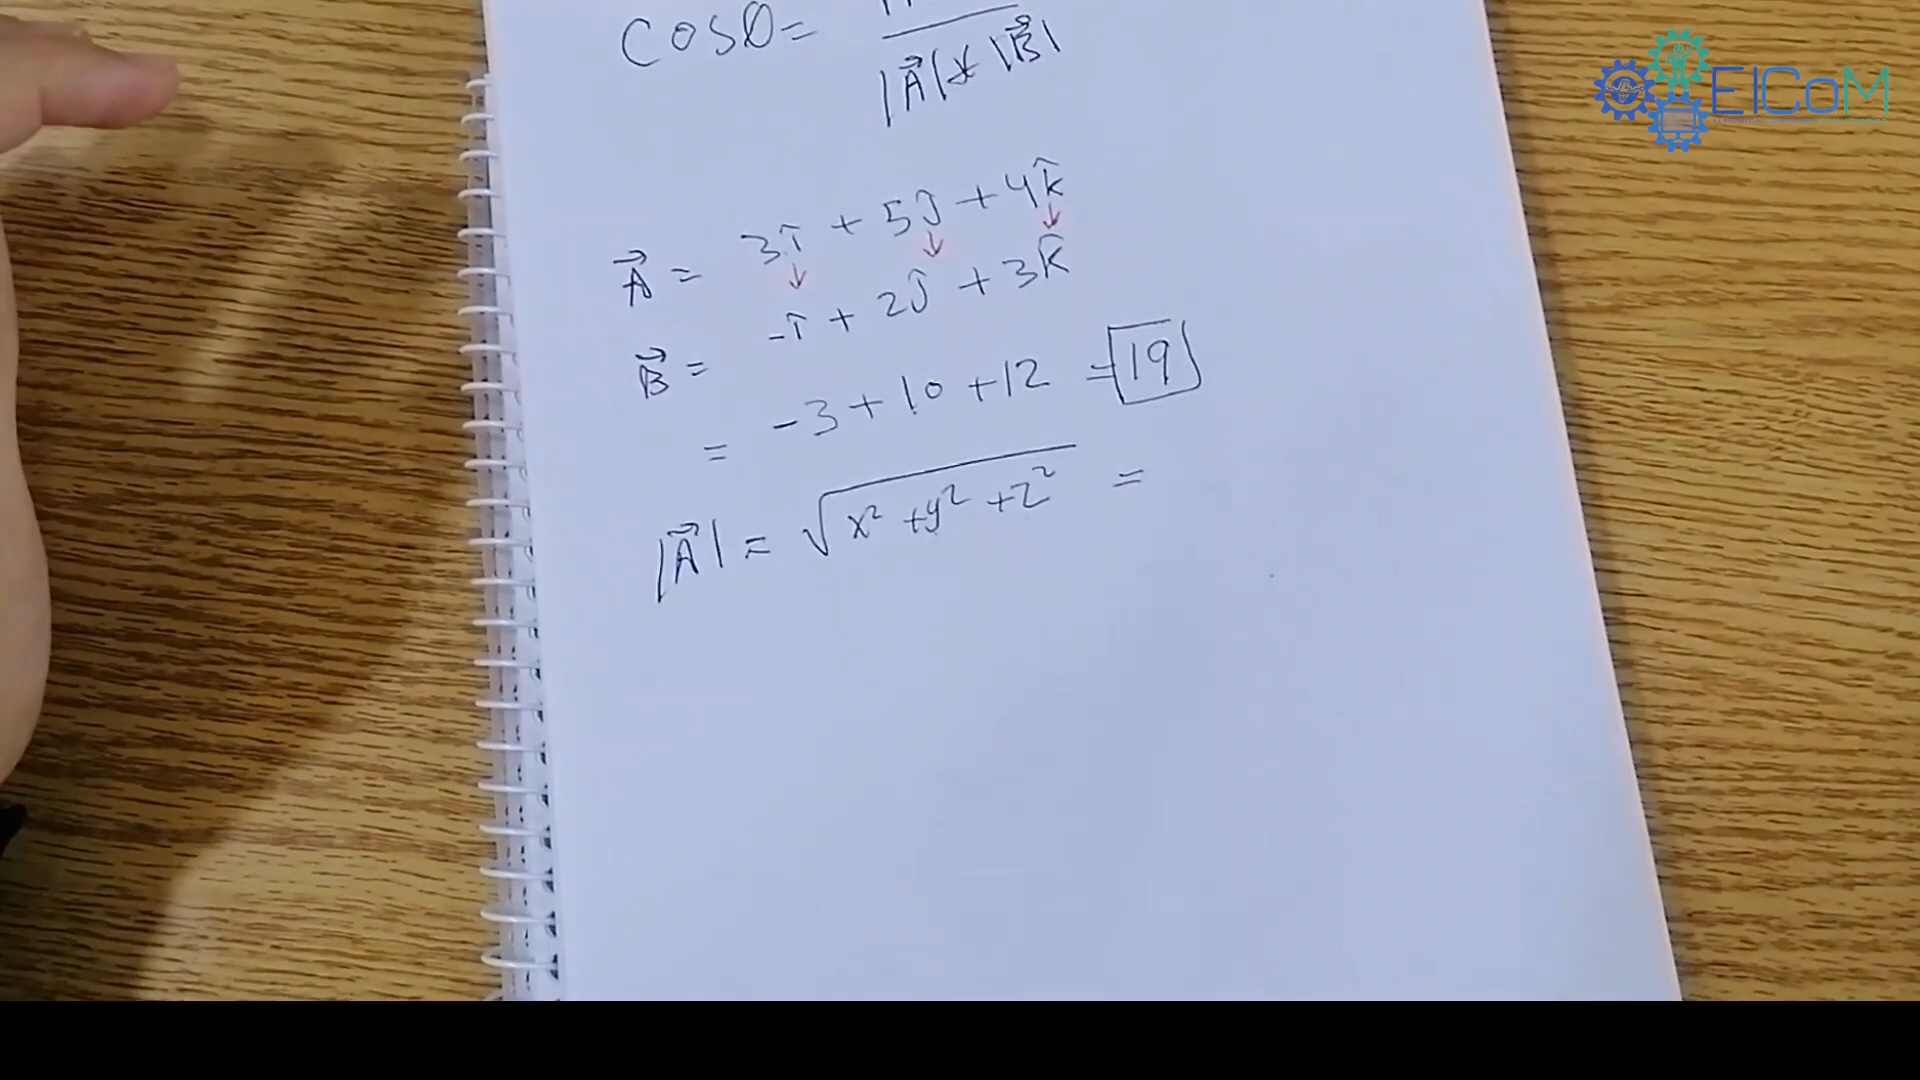 EICoM
cosθ=
|A⃗| * |B⃗|
A⃗ = 3î + 5ĵ + 4k̂
B⃗ = -î + 2ĵ + 3k̂
= -3 + 10 + 12 = 19
|A⃗| = √x² + y² + z² =